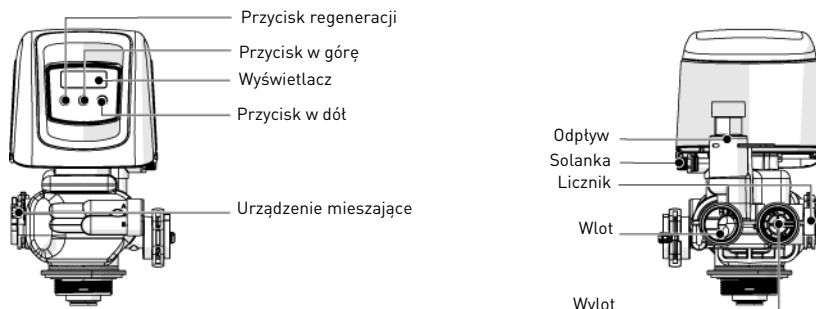 Przycisk regeneracji
Przycisk w górę
Wyświetlacz
Przycisk w dół
Urządzenie mieszające
Odpływ
Solanka
Licznik
Wlot
Wylot